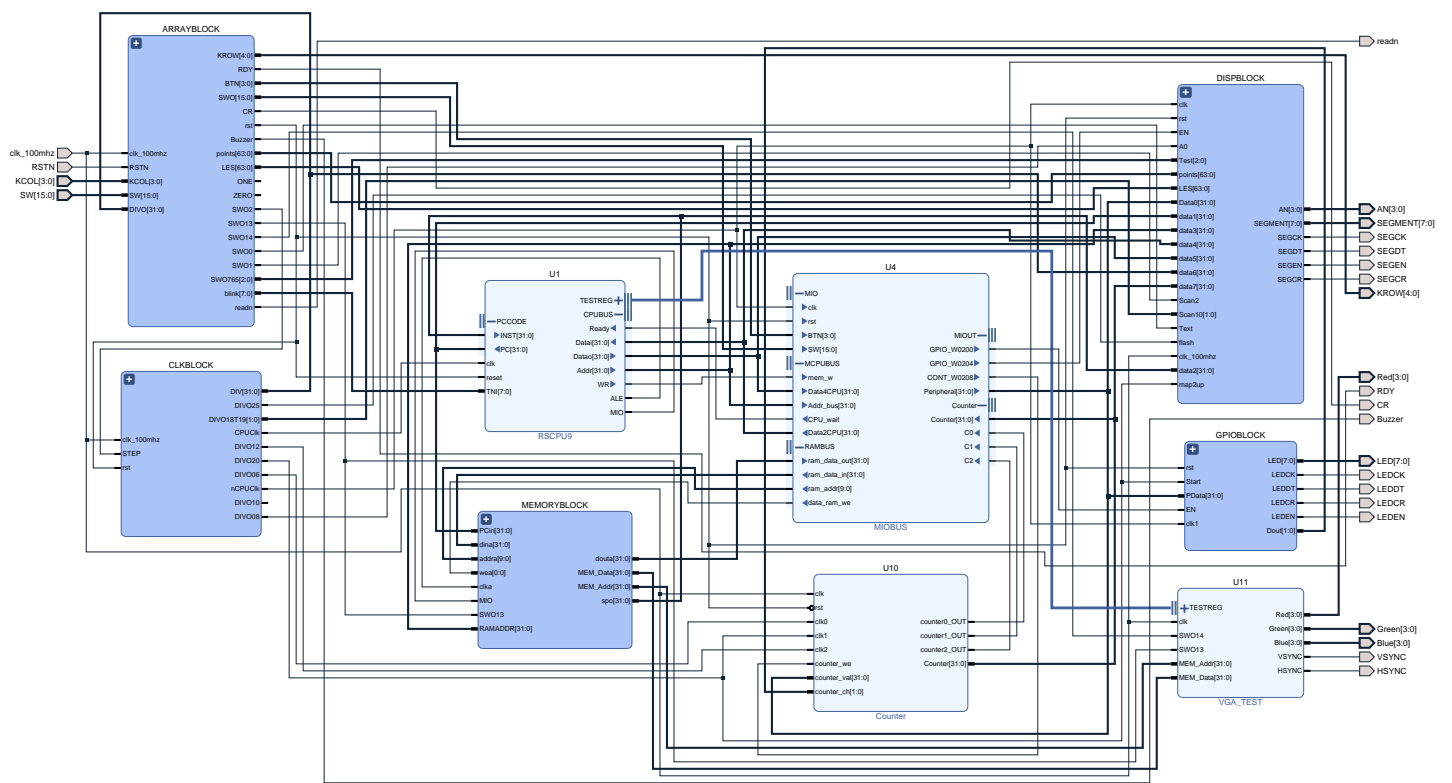 clk_100mhz
RSTN
KCOL[3:0]
SW[15:0]
ARRAYBLOCK
clk_100mhz
RSTN
KCOL[3:0]
SW[15:0]
DIVO[31:0]
KROW[4:0]
RDY
BTN[3:0]
SWO[15:0]
CR
rst
Buzzer
points[63:0]
LES[63:0]
ONE
ZERO
SWO2
SWO13
SWO14
SWO0
SWO1
SWO765[2:0]
blink[7:0]
readn
CLKBLOCK
clk_100mhz
STEP
rst
DIV[31:0]
DIVO25
DIVO18T19[1:0]
CPUClk
DIVO12
DIVO20
DIVO06
nCPUClk
DIVO10
DIVO08
U1
PCCODE
INST[31:0]
PC[31:0]
clk
reset
TNI[7:0]
TESTREG
CPUBUS
Ready
Datai[31:0]
Datao[31:0]
Addr[31:0]
WR
ALE
MIO
RSCPU9
MEMORYBLOCK
PCin[31:0]
dina[31:0]
addra[9:0]
wea[0:0]
clka
MIO
SWO13
RAMADDR[31:0]
douta[31:0]
MEM_Data[31:0]
MEM_Addr[31:0]
spo[31:0]
U4
MIO
clk
rst
BTN[3:0]
SW[15:0]
MCPUBUS
mem_w
Data4CPU[31:0]
Addr_bus[31:0]
CPU_wait
Data2CPU[31:0]
RAMBUS
ram_data_out[31:0]
ram_data_in[31:0]
ram_addr[9:0]
data_ram_we
MIOUT
GPIO_W0200
GPIO_W0204
CONT_W0208
Peripheral[31:0]
Counter
Counter[31:0]
C0
C1
C2
MIOBUS
U10
clk
rst
clk0
clk1
clk2
counter_we
counter_val[31:0]
counter_ch[1:0]
counter0_OUT
counter1_OUT
counter2_OUT
Counter[31:0]
Counter
DISPBLOCK
clk
rst
EN
A0
Test[2:0]
points[63:0]
LES[63:0]
Data0[31:0]
data1[31:0]
data3[31:0]
data4[31:0]
data5[31:0]
data6[31:0]
data7[31:0]
Scan2
Scan10[1:0]
Text
flash
clk_100mhz
data2[31:0]
map2up
AN[3:0]
SEGMENT[7:0]
SEGCK
SEGDT
SEGEN
SEGCR
GPIOBLOCK
rst
Start
PData[31:0]
EN
clk1
LED[7:0]
LEDCK
LEDDT
LEDCR
LEDEN
Dout[1:0]
U11
TESTREG
clk
SWO14
SWO13
MEM_Addr[31:0]
MEM_Data[31:0]
Red[3:0]
Green[3:0]
Blue[3:0]
VSYNC
HSYNC
VGA_TEST
readn
AN[3:0]
SEGMENT[7:0]
SEGCK
SEGDT
SEGEN
SEGCR
KROW[4:0]
Red[3:0]
RDY
CR
Buzzer
LED[7:0]
LEDCK
LEDDT
LEDCR
LEDEN
Green[3:0]
Blue[3:0]
VSYNC
HSYNC